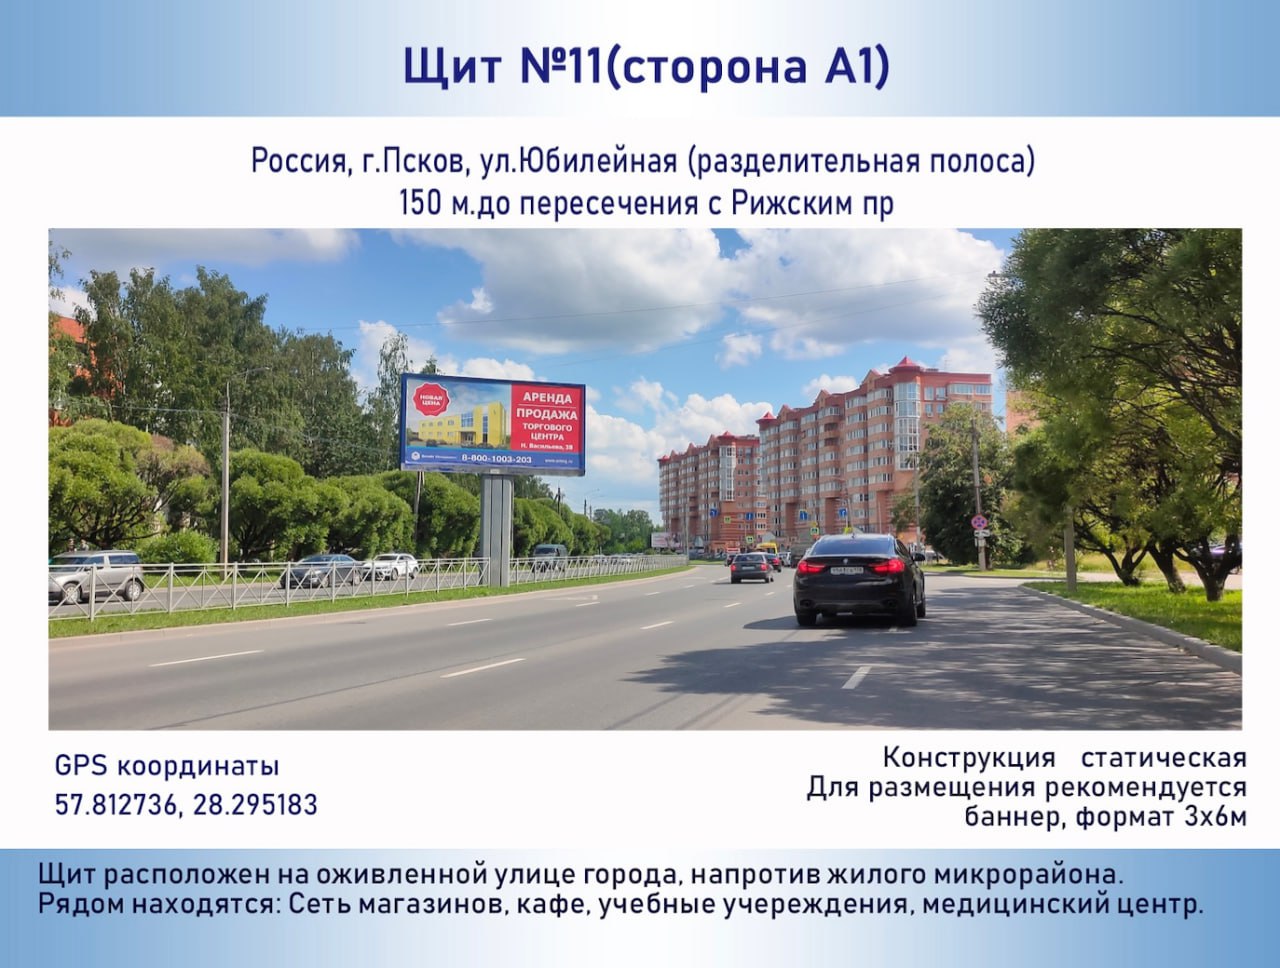 Щит №11(сторона А1)
Россия, г.Псков, ул.Юбилейная (разделительная полоса)
150 м.до пересечения с Рижским пр
НОВАЯ
ЦЕНА
АРЕНДА
ПРОДАЖА
ТОРГОВОГО
ЦЕНТРА
8-800-1003-203
GPS координаты
57.812736, 28.295183
Конструкция статическая
Для размещения рекомендуется
баннер, формат 3х6м
Щит расположен на оживленной улице города, напротив жилого микрорайона.
Рядом находятся: Сеть магазинов, кафе, учебные учереждения, медицинский центр.